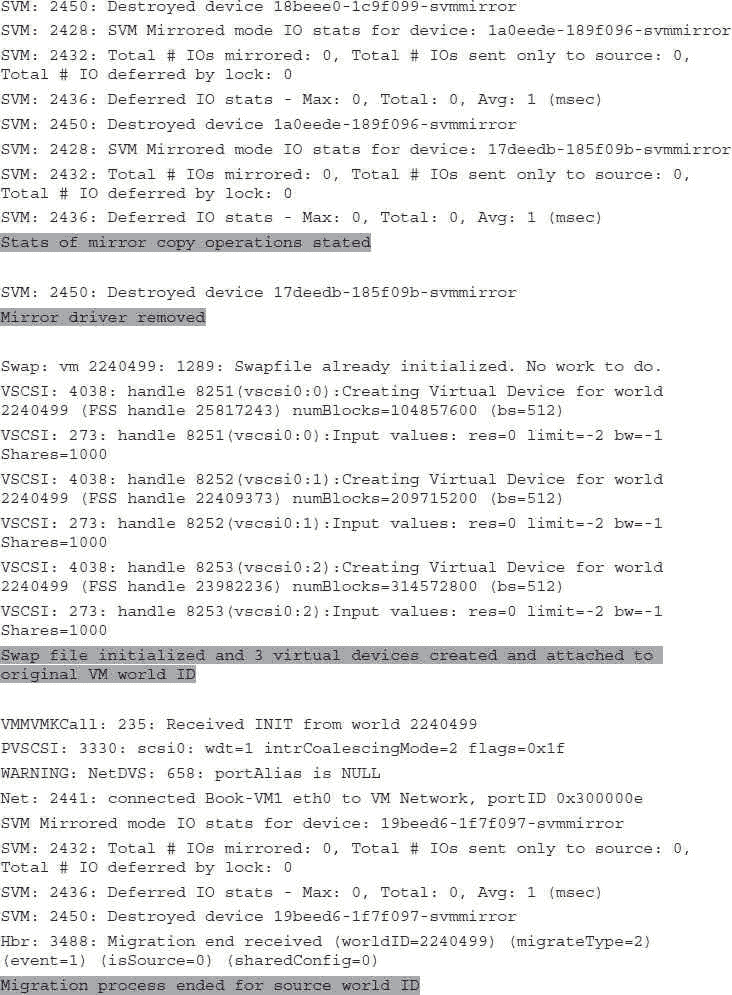 SVM: 2450: Destroyed device 18beee0-1c9f099-svmmirror
SVM: 2428: SVM Mirrored mode IO stats for device: 1a0eede-189f096-svmmirror
SVM: 2432: Total # IOs mirrored: 0, Total # IOs sent only to source: 0,
Total # IO deferred by lock: 0
SVM: 2436: Deferred IO stats - Max: 0, Total: 0, Avg: 1 (msec)
SVM: 2450: Destroyed device 1a0eede-189f096-svmmirror
SVM: 2428: SVM Mirrored mode IO stats for device: 17deedb-185f09b-svmmirror
SVM: 2432: Total # IOs mirrored: 0, Total # IOs sent only to source: 0,
Total # IO deferred by lock: 0
SVM: 2436: Deferred IO stats - Max: 0, Total: 0, Avg: 1 (msec)
Stats of mirror copy operations stated
SVM: 2450: Destroyed device 17deedb-185f09b-svmmirror
Mirror driver removed
Swap: vm 2240499: 1289: Swapfile already initialized. No work to do.
VSCSI: 4038: handle 8251(vscsi0:0):Creating Virtual Device for world
2240499 (FSS handle 25817243) numBlocks=104857600 (bs=512)
VSCSI: 273: handle 8251(vscsi0:0):Input values: res=0 limit=-2 bw=-1
Shares=1000
VSCSI: 4038: handle 8252(vscsi0:1):Creating Virtual Device for world
2240499 (FSS handle 22409373) numBlocks=209715200 (bs=512)
VSCSI: 273: handle 8252(vscsi0:1):Input values: res=0 limit=-2 bw=-1
Shares=1000
VSCSI: 4038: handle 8253(vscsi0:2):Creating Virtual Device for world
2240499 (FSS handle 23982236) numBlocks=314572800 (bs=512)
VSCSI: 273: handle 8253(vscsi0:2):Input values: res=0 limit=-2 bw=-1
Shares=1000
Swap file initialized and 3 virtual devices created and attached to
original VM world ID
VMMVMKCall: 235: Received INIT from world 2240499
PVSCSI: 3330: scsi0: wdt=1 intrCoalescingMode=2 flags=0x1f
WARNING: NetDVS: 658: portAlias is NULL
Net: 2441: connected Book-VM1 eth0 to VM Network, portID 0x300000e
SVM Mirrored mode IO stats for device: 19beed6-1f7f097-svmmirror
SVM: 2432: Total # IOs mirrored: 0, Total # IOs sent only to source: 0,
Total # IO deferred by lock: 0
SVM: 2436: Deferred IO stats - Max: 0, Total: 0, Avg: 1 (msec)
SVM: 2450: Destroyed device 19beed6-1f7f097-svmmirror
Hbr: 3488: Migration end received (worldID=2240499) (migrateType=2)
(event=1) (isSource=0) (sharedConfig=0)
Migration process ended for source world ID